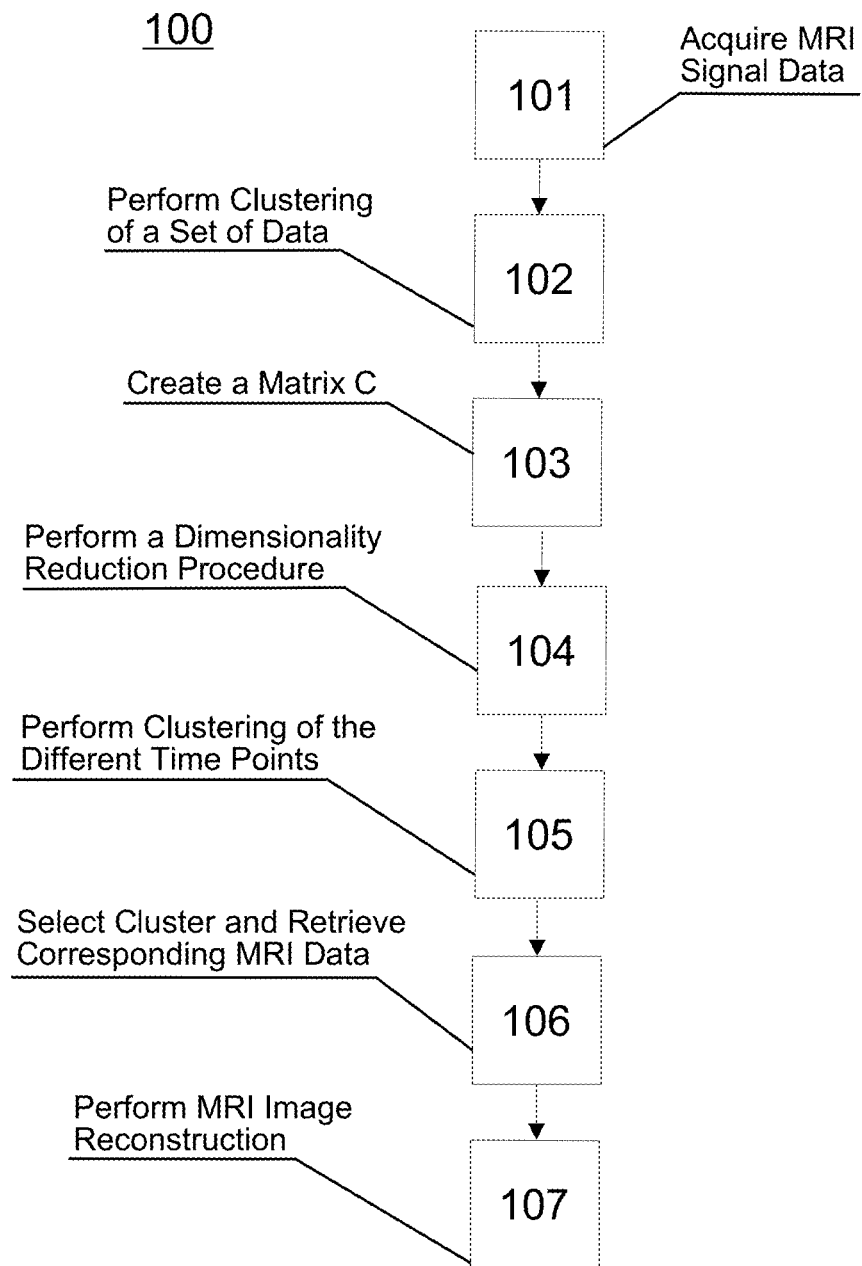 100
Acquire MRI
Signal Data
101
Perform Clustering
of a Set of Data
102
Create a Matrix C
103
Perform a Dimensionality
Reduction Procedure
104
Perform Clustering of the
Different Time Points
105
Select Cluster and Retrieve
Corresponding MRI Data
106
Perform MRI Image
Reconstruction
107